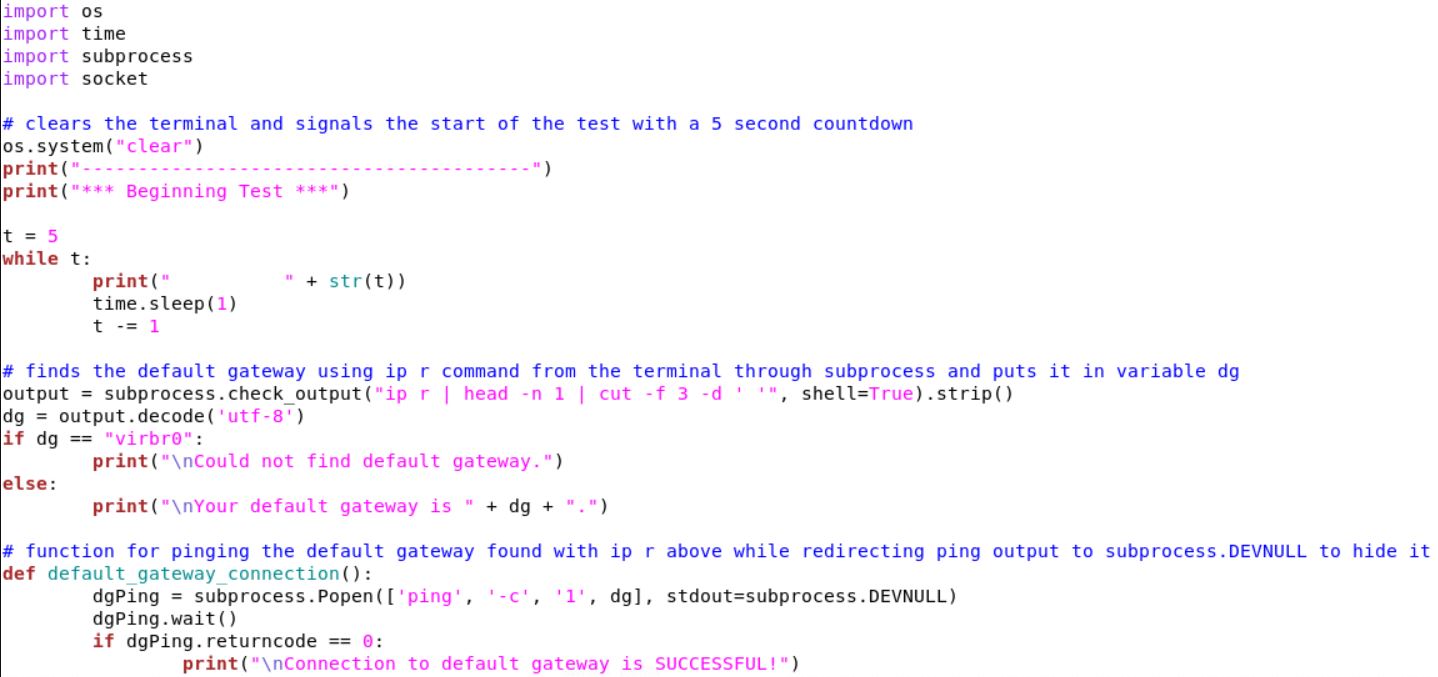 import os
import time
import subprocess
import socket

# clears the terminal and signals the start of the test with a 5 second countdown
os.system("clear")
print("----------------------------------------")
print("*** Beginning Test ***")

t = 5
while t:
        print("          " + str(t))
        time.sleep(1)
        t -= 1

# finds the default gateway using ip r command from the terminal through subprocess and puts it in variable dg
output = subprocess.check_output("ip r | head -n 1 | cut -f 3 -d ' '", shell=True).strip()
dg = output.decode('utf-8')
if dg == "virbr0":
        print("\nCould not find default gateway.")
else:
        print("\nYour default gateway is " + dg + ".")

# function for pinging the default gateway found with ip r above while redirecting ping output to subprocess.DEVNULL to hide it
def default_gateway_connection():
        dgPing = subprocess.Popen(['ping', '-c', '1', dg], stdout=subprocess.DEVNULL)
        dgPing.wait()
        if dgPing.returncode == 0:
                print("\nConnection to default gateway is SUCCESSFUL!")